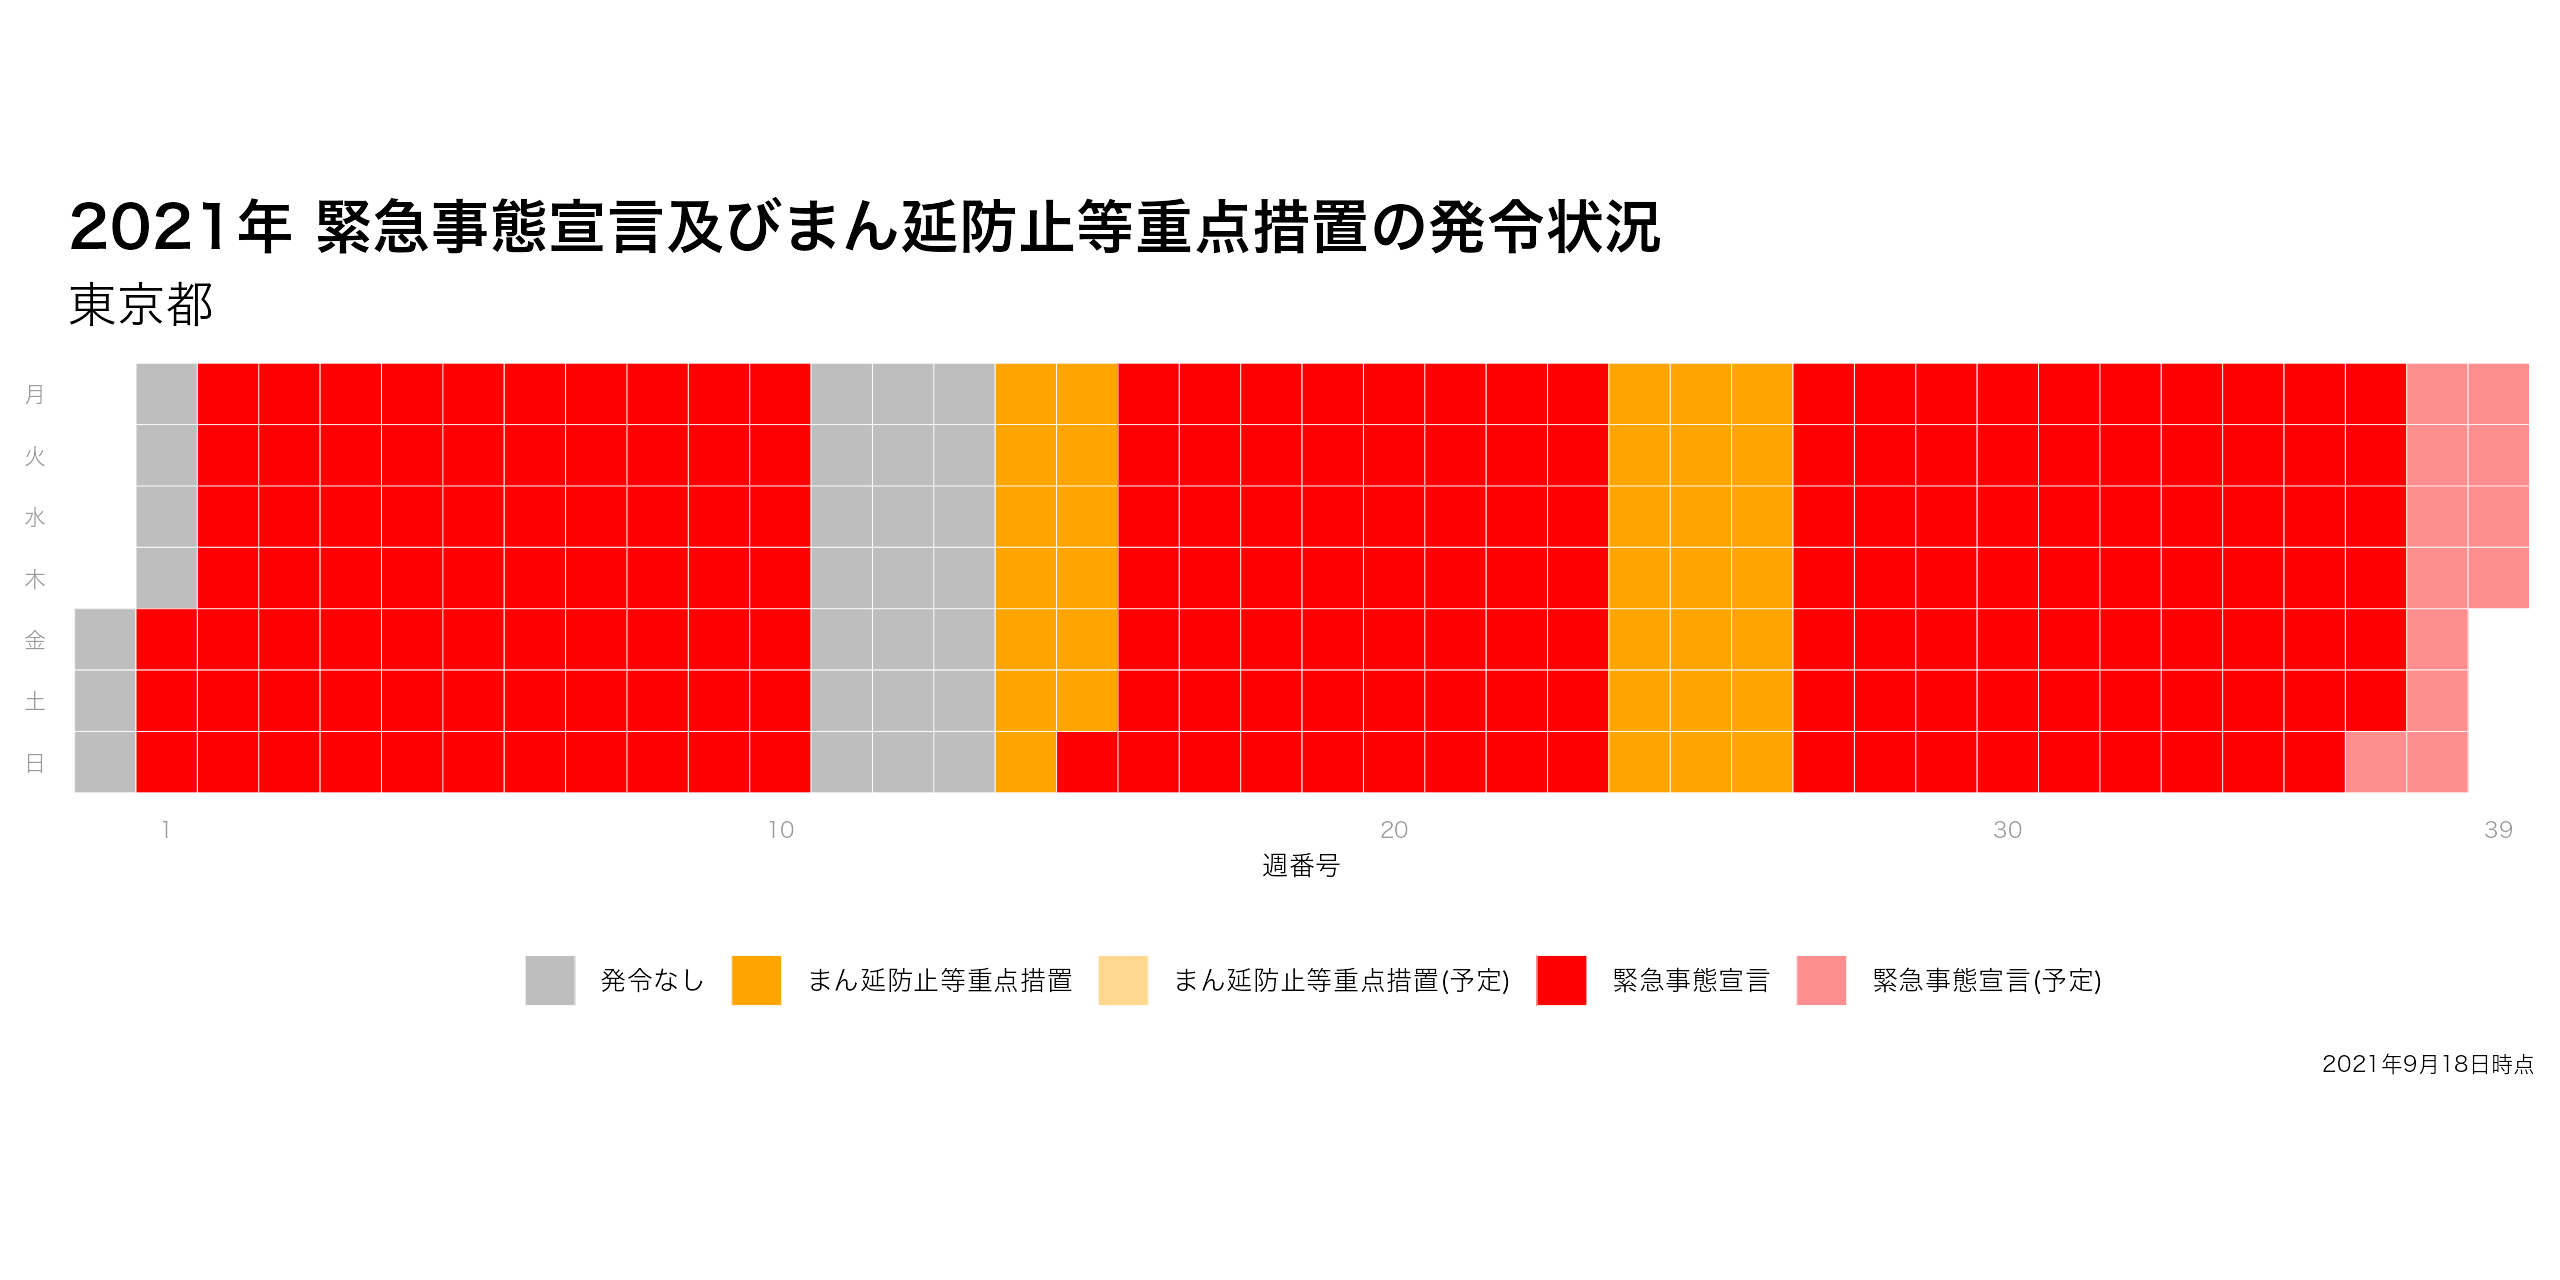 2021年 緊急事態宣言及びまん延防止等重点措置の発令状況
東京都
月
火
水
木
金
土
日
1 10 20 30 39
週番号
発令なし まん延防止等重点措置 まん延防止等重点措置(予定) 緊急事態宣言 緊急事態宣言(予定)
2021年9月18日時点